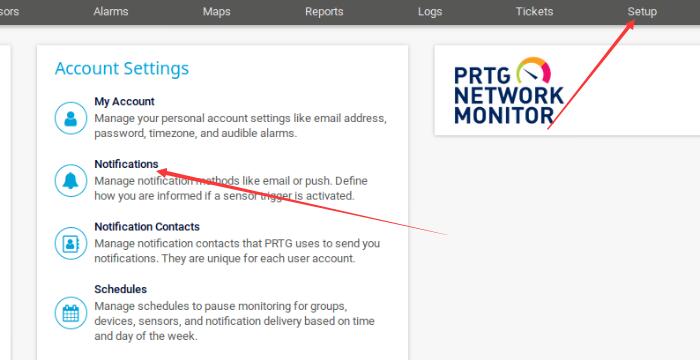 sors Alarms Maps Reports Logs Tickets Setup
Account Settings
My Account
Manage your personal account settings like email address,
password, timezone, and audible alarms.
Notifications
Manage notification methods like email or push. Define
how you are informed if a sensor trigger is activated.
Notification Contacts
Manage notification contacts that PRTG uses to send you
notifications. They are unique for each user account.
Schedules
Manage schedules to pause monitoring for groups,
devices, sensors, and notification delivery based on time
and day of the week.
PRTG
NETWORK
MONITOR